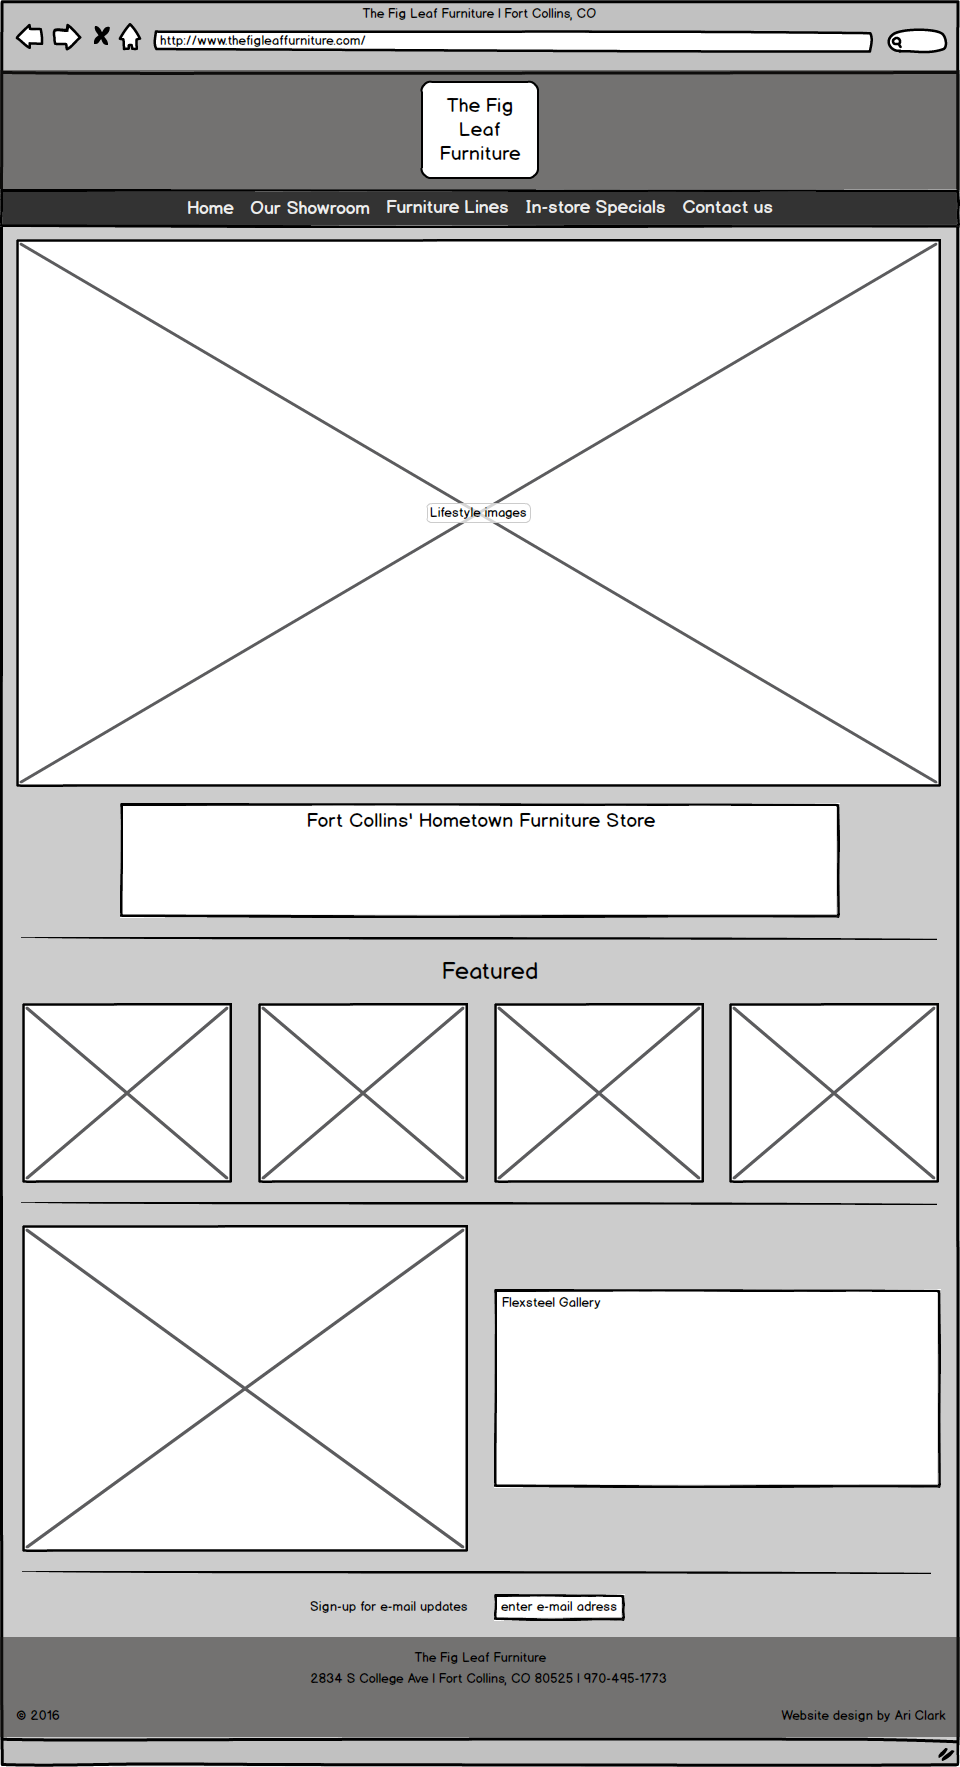 The Fig Leaf Furniture | Fort Collins, CO
http://www.thefigleaffurniture.com/
The Fig
Leaf
Furniture
Home Our Showroom Furniture Lines In-store Specials Contact us
Lifestyle images
Fort Collins' Hometown Furniture Store
Featured
Flexsteel Gallery
Sign-up for e-mail updates enter e-mail adress
The Fig Leaf Furniture
2834 S College Ave | Fort Collins, CO 80525 | 970-495-1773
© 2016 Website design by Ari Clark